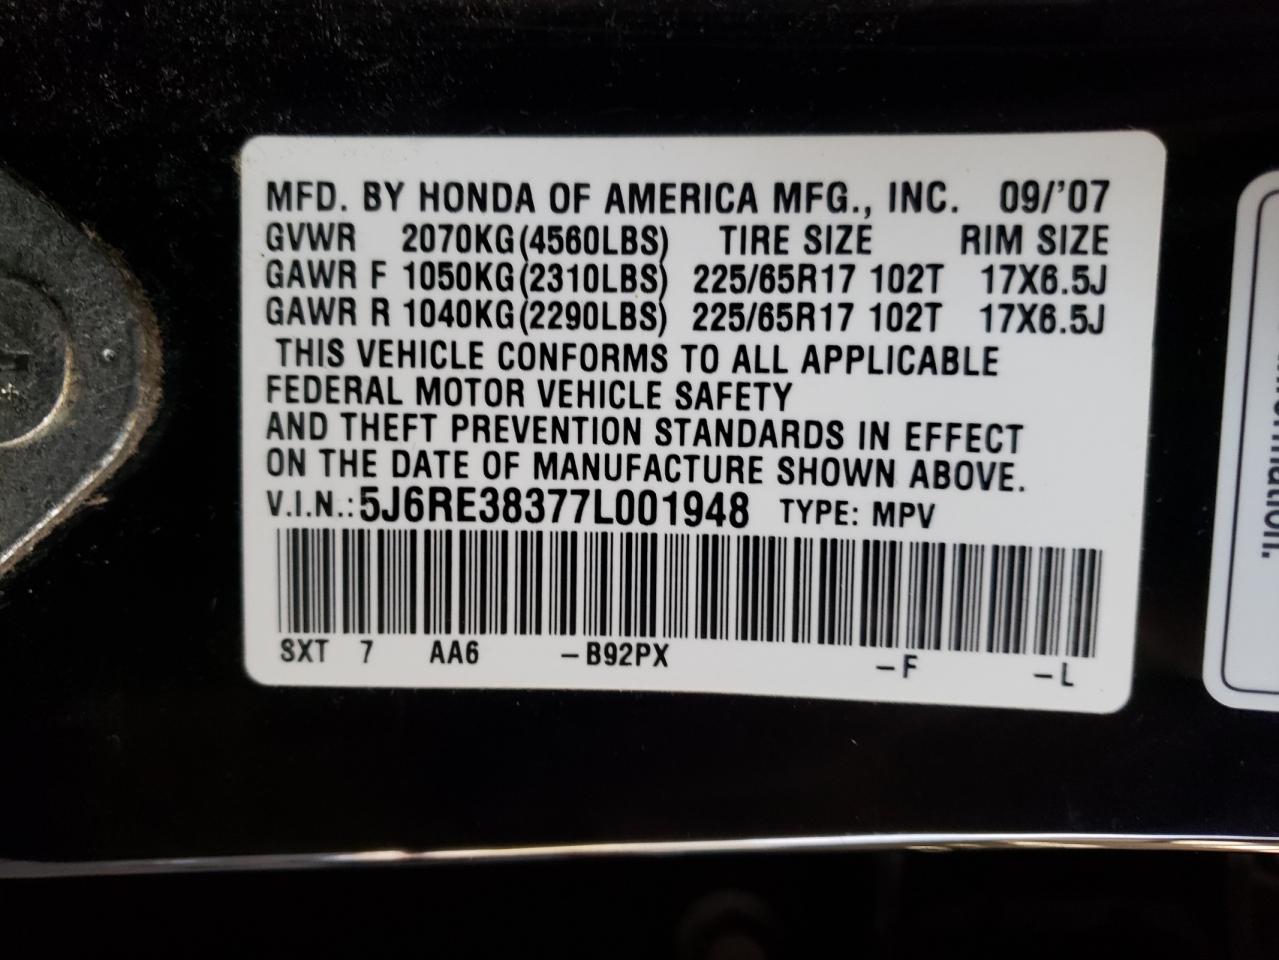 MFD. BY HONDA OF AMERICA MFG., INC. 09/'07
GVWR 2070KG(4560LBS) TIRE SIZE RIM SIZE
GAWR F 1050KG(2310LBS) 225/65R17 102T 17X6.5J
GAWR R 1040KG(2290LBS) 225/65R17 102T 17X6.5J
THIS VEHICLE CONFORMS TO ALL APPLICABLE
FEDERAL MOTOR VEHICLE SAFETY
AND THEFT PREVENTION STANDARDS IN EFFECT
ON THE DATE OF MANUFACTURE SHOWN ABOVE.
V.I.N.: 5J6RE38377L001948 TYPE: MPV
SXT 7 AA6 -B92PX -F -L